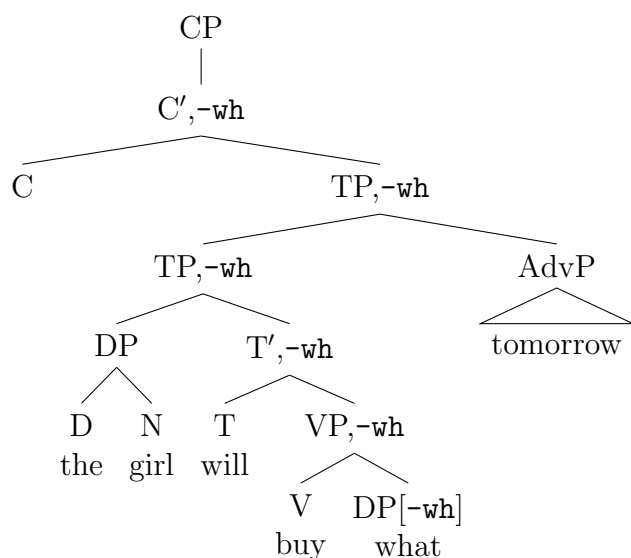 CP
C′,-wh
C TP,-wh
TP,-wh AdvP
DP T′,-wh tomorrow
D N T VP,-wh
the girl will
V DP[-wh]
buy what